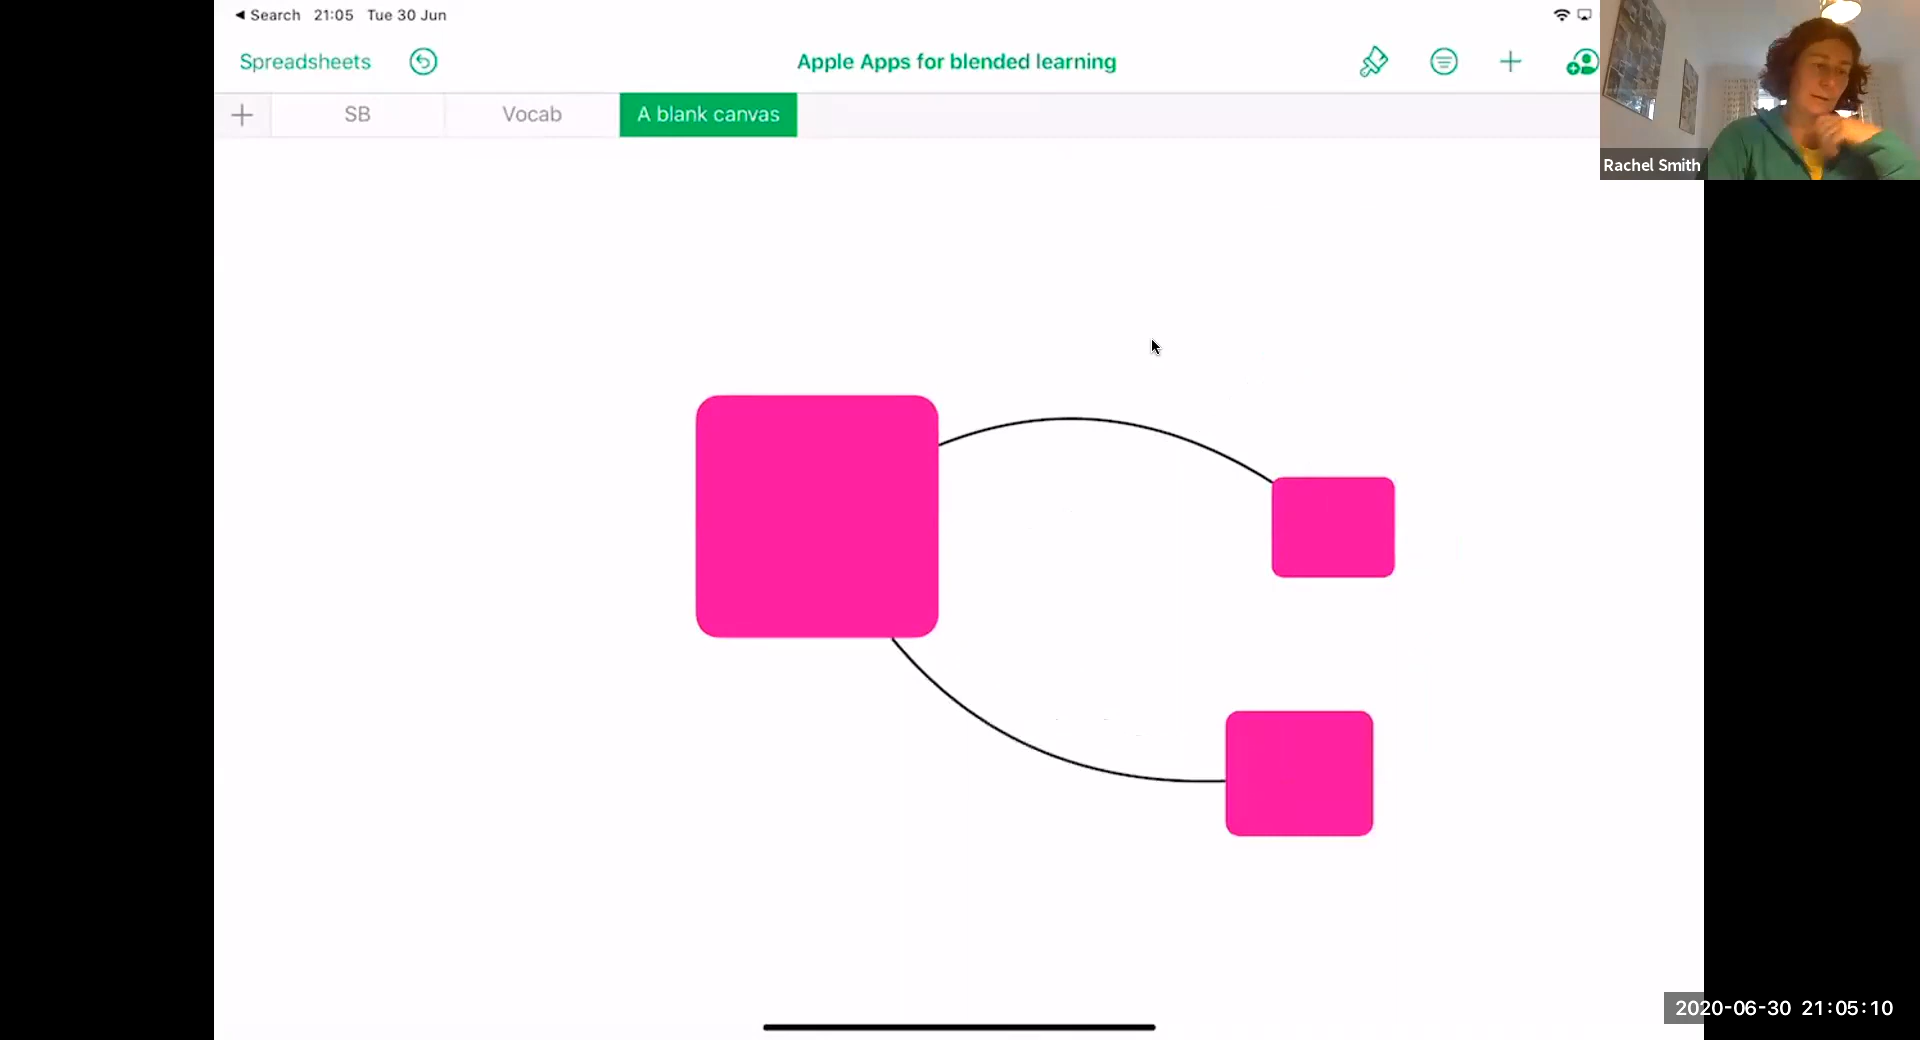 ◀ Search 21:05 Tue 30 Jun
Spreadsheets
Apple Apps for blended learning
SB
Vocab
A blank canvas
Rachel Smith
2020-06-30 21:05:10